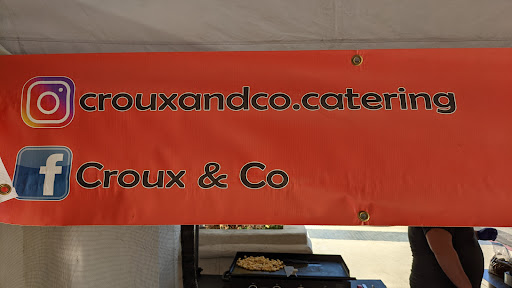 crouxandco.catering
Croux & Co